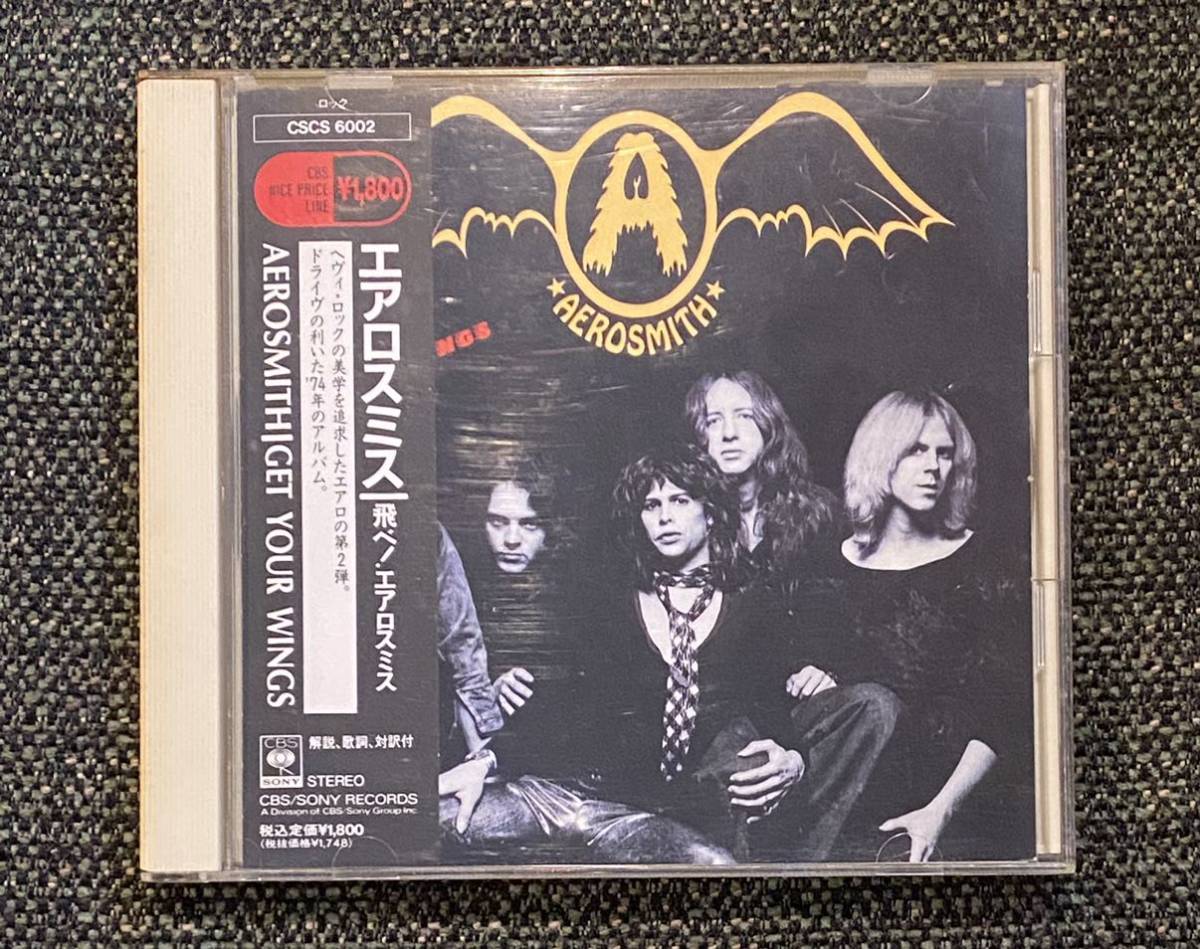 ロック
CSCS 6002
CBS
NICE PRICE
LINE
¥1,800
エアロスミス/飛べ!エアロスミス
ヘヴィ・ロックの美学を追求したエアロの第2弾。
ドライヴの利いた'74年のアルバム。
AEROSMITH/GET YOUR WINGS
CBS
SONY
解説、歌詞、対訳付
STEREO
CBS/SONY RECORDS
A Division of CBS/Sony Group Inc.
税込定価¥1,800
(税抜価格¥1,748)
A
★AEROSMITH★
NGS